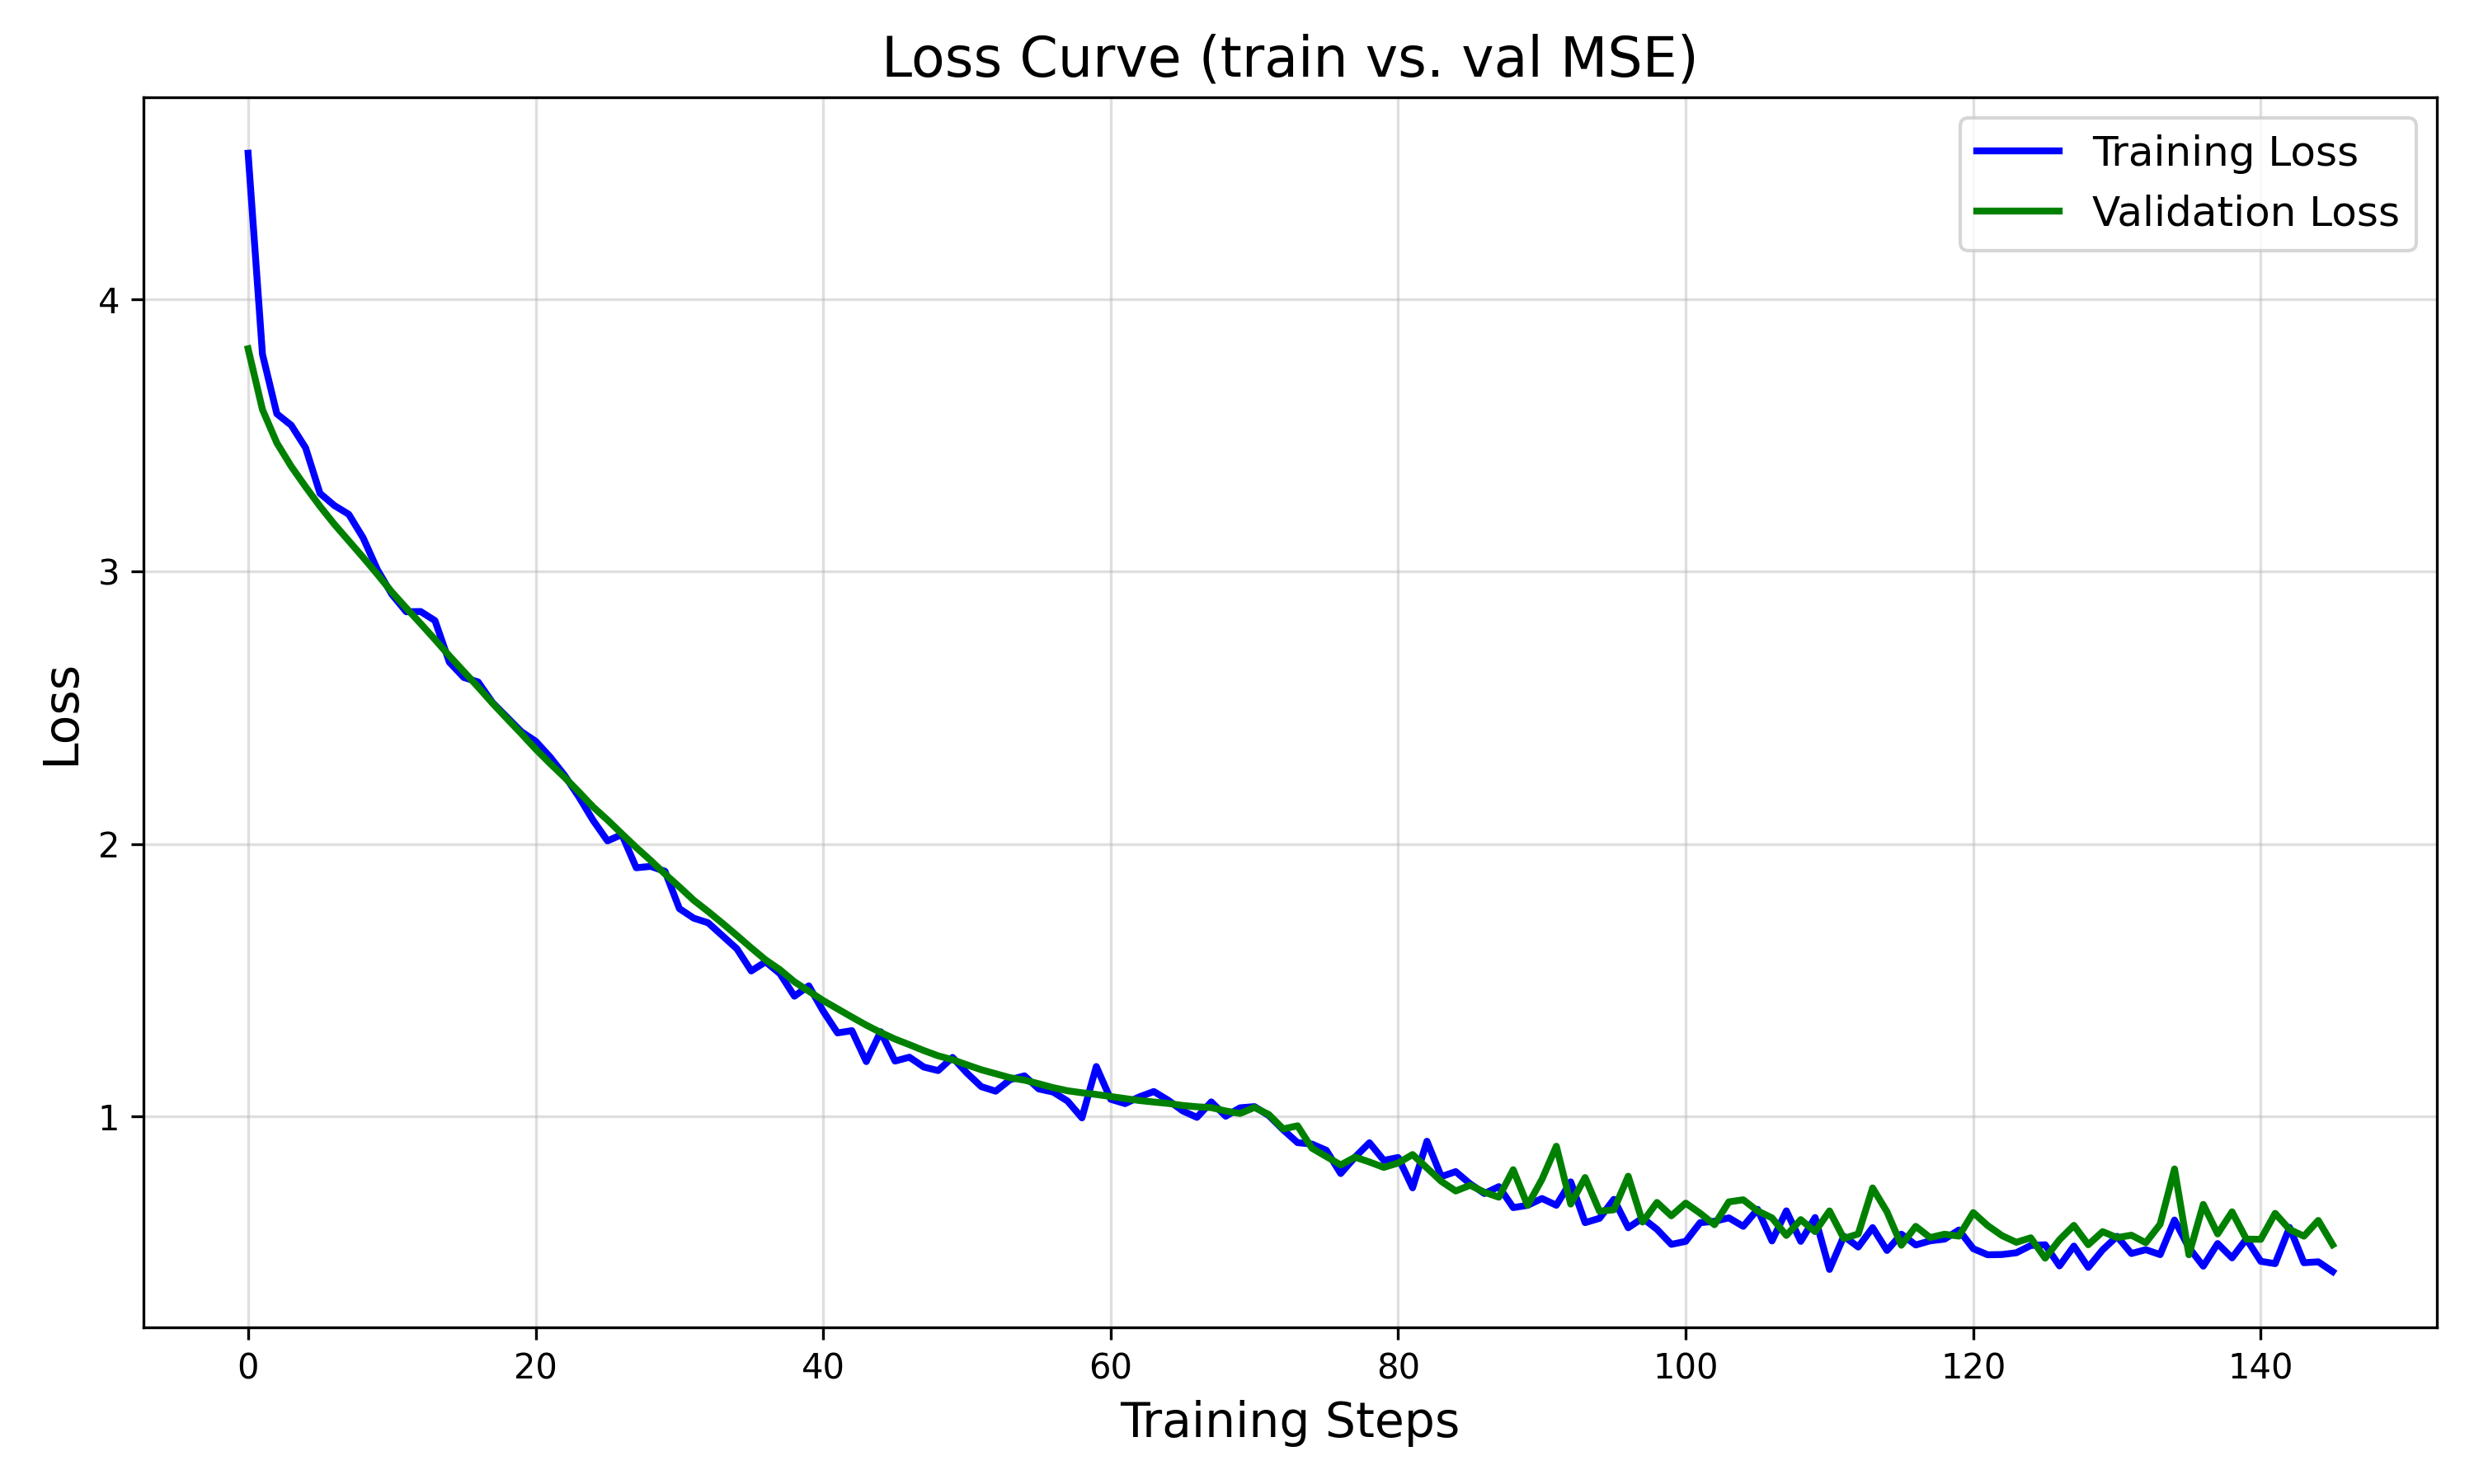 Loss Curve (train vs. val MSE)
Training Loss
Validation Loss
4
3
2
1
Loss
0 20 40 60 80 100 120 140
Training Steps